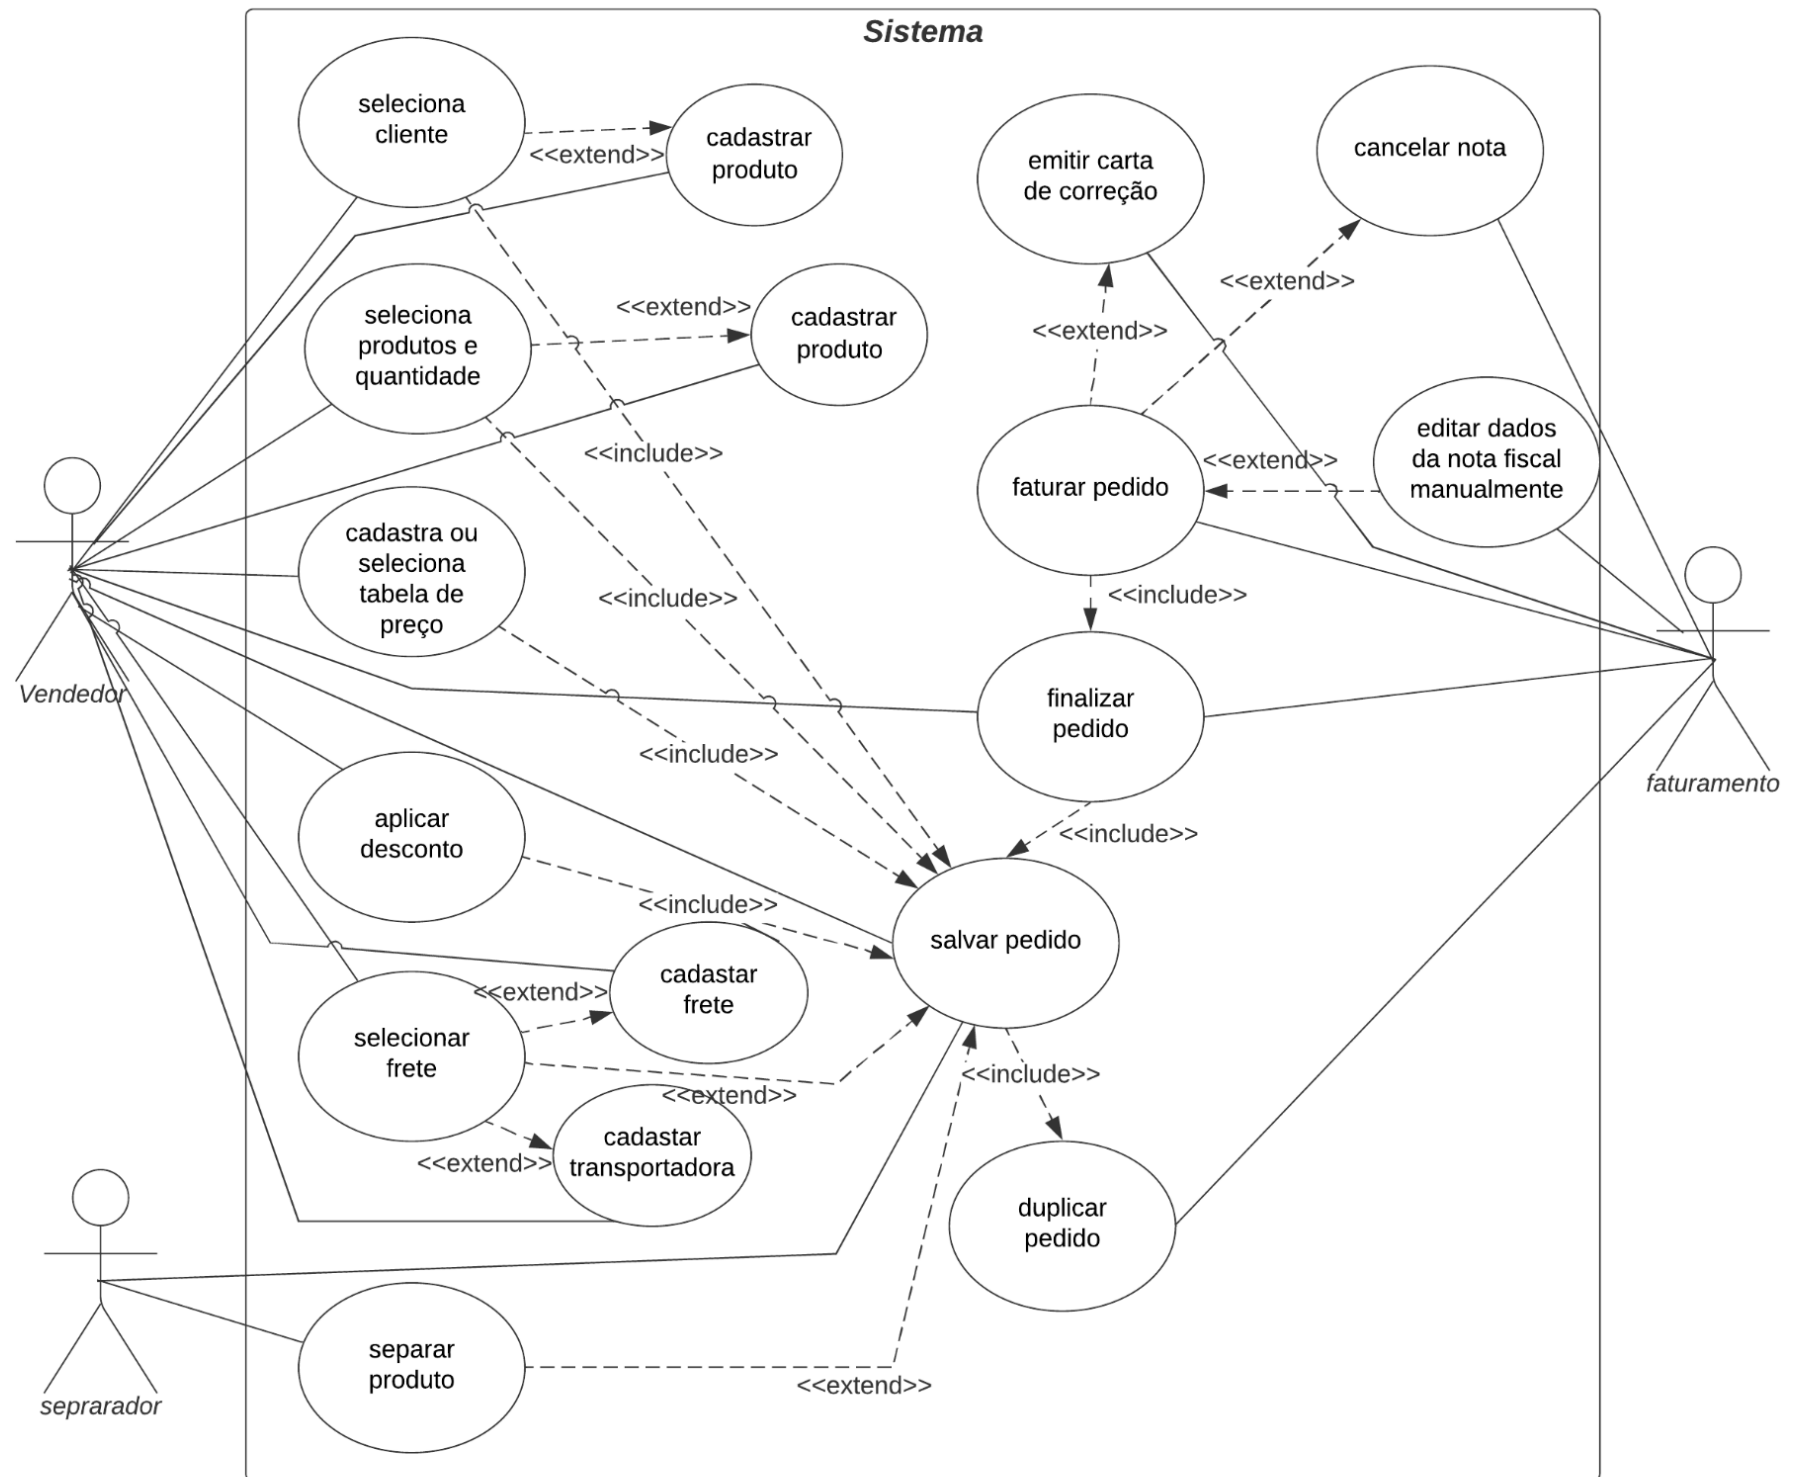 Sistema
seleciona
cliente
<<extend>>
cadastrar
produto
emitir carta
de correção
cancelar nota
<<extend>>
seleciona
produtos e
quantidade
<<extend>>
cadastrar
produto
<<extend>>
<<include>>
faturar pedido
<<extend>>
editar dados
da nota fiscal
manualmente
cadastra ou
seleciona
tabela de
preço
<<include>>
<<include>>
Vendedor
finalizar
pedido
<<include>>
faturamento
aplicar
desconto
<<include>>
<<include>>
salvar pedido
cadastar
frete
<<extend>>
selecionar
frete
<<extend>>
<<include>>
cadastar
transportadora
<<extend>>
duplicar
pedido
separar
produto
<<extend>>
seprarador